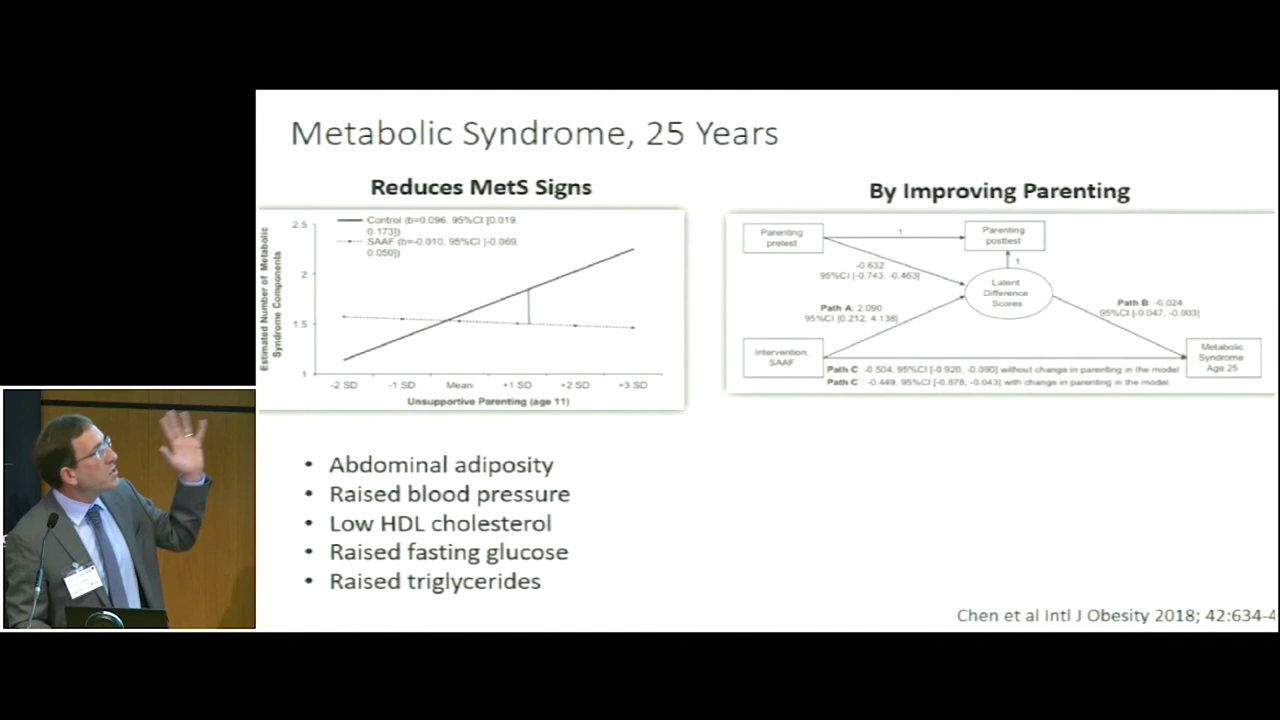 Metabolic Syndrome, 25 Years
Reduces MetS Signs
Estimated Number of Metabolic
Syndrome Components
2.5
2
1.5
1
Control (b=0.096, 95%CI [0.019,
0.173])
SAAF (b=-0.010, 95%CI [-0.069,
0.050])
-2 SD
-1 SD
Mean
+1 SD
+2 SD
+3 SD
Unsupportive Parenting (age 11)
By Improving Parenting
Parenting
pretest
1
Parenting
posttest
-0.632
95%CI [-0.743, -0.463]
1
Latent
Difference
Scores
Path A: 2.090
95%CI [0.212, 4.138]
Path B: -0.024
95%CI [-0.047, -0.003]
Intervention,
SAAF
Metabolic
Syndrome
Age 25
Path C: -0.504, 95%CI [-0.920, -0.090] without change in parenting in the model
Path C': -0.449, 95%CI [-0.878, -0.043] with change in parenting in the model
• Abdominal adiposity
• Raised blood pressure
• Low HDL cholesterol
• Raised fasting glucose
• Raised triglycerides
Chen et al Intl J Obesity 2018; 42:634-4